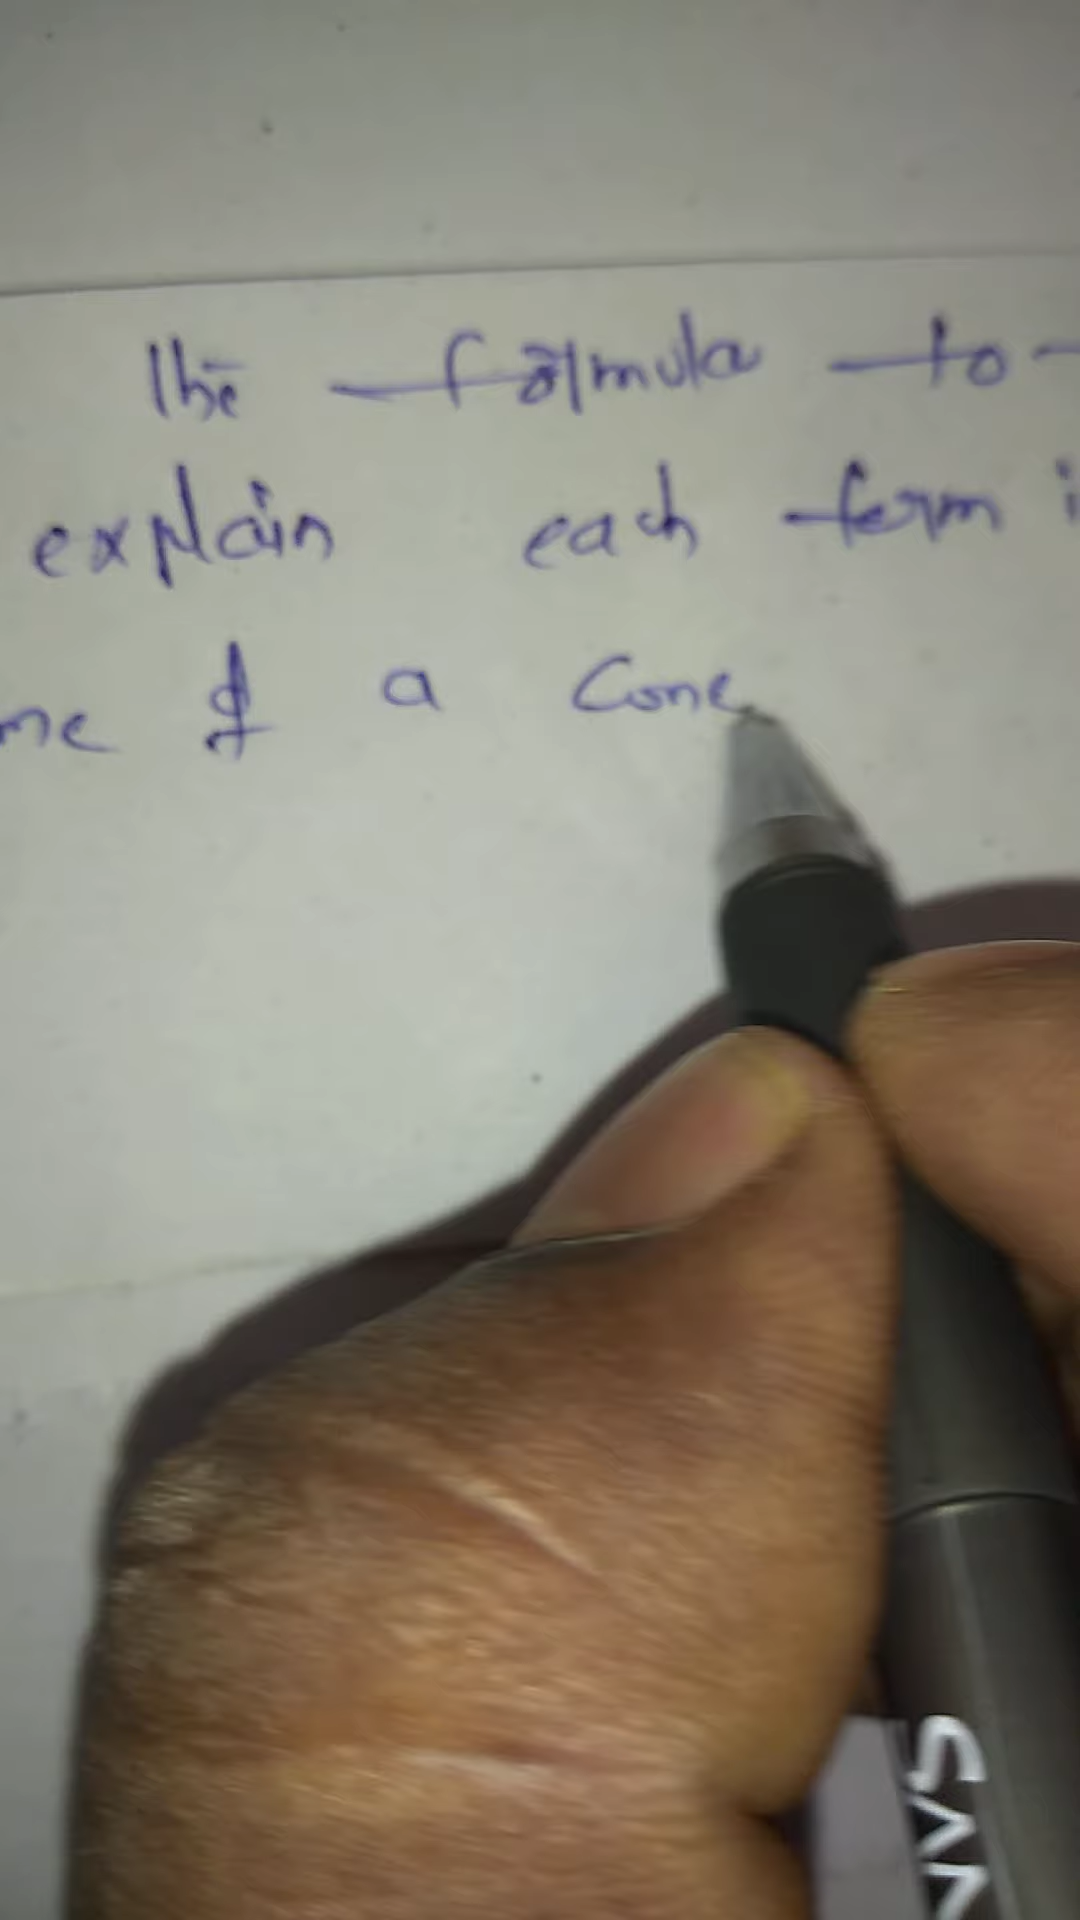 the formula to
explain each term i
me of a Cone